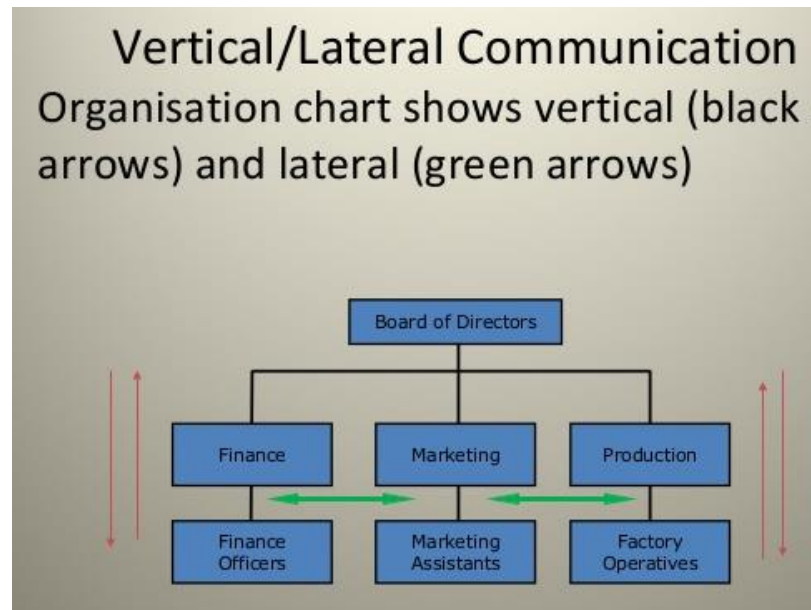 Vertical/Lateral Communication
Organisation chart shows vertical (black
arrows) and lateral (green arrows)
Board of Directors
Finance
Marketing
Production
Finance
Officers
Marketing
Assistants
Factory
Operatives